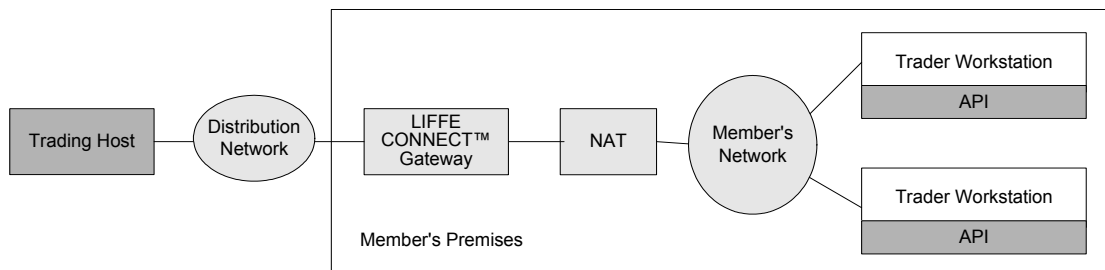 Trading Host
Distribution
Network
LIFFE
CONNECT™
Gateway
NAT
Member's
Network
Trader Workstation
API
Trader Workstation
API
Member's Premises